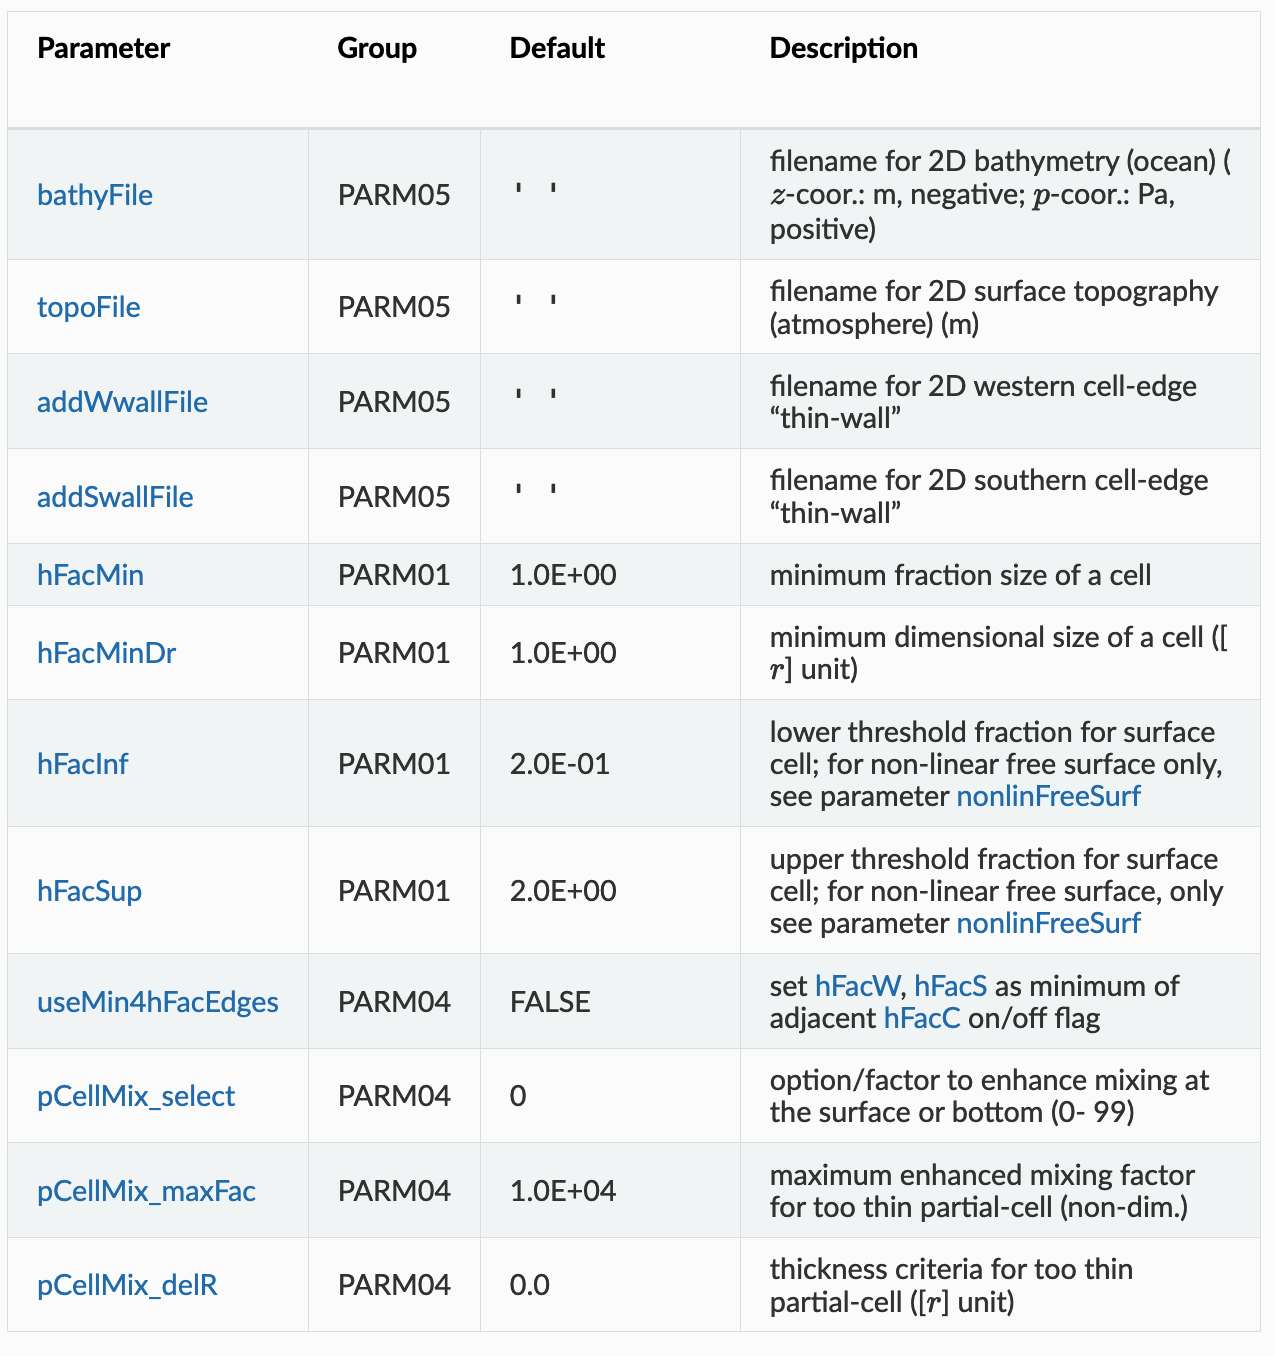 Parameter Group Default Description
bathyFile PARM05 ' ' filename for 2D bathymetry (ocean) (
z-coor.: m, negative; p-coor.: Pa,
positive)
topoFile PARM05 ' ' filename for 2D surface topography
(atmosphere) (m)
addWwallFile PARM05 ' ' filename for 2D western cell-edge
“thin-wall”
addSwallFile PARM05 ' ' filename for 2D southern cell-edge
“thin-wall”
hFacMin PARM01 1.0E+00 minimum fraction size of a cell
hFacMinDr PARM01 1.0E+00 minimum dimensional size of a cell ([
r] unit)
hFacInf PARM01 2.0E-01 lower threshold fraction for surface
cell; for non-linear free surface only,
see parameter nonlinFreeSurf
hFacSup PARM01 2.0E+00 upper threshold fraction for surface
cell; for non-linear free surface, only
see parameter nonlinFreeSurf
useMin4hFacEdges PARM04 FALSE set hFacW, hFacS as minimum of
adjacent hFacC on/off flag
pCellMix_select PARM04 0 option/factor to enhance mixing at
the surface or bottom (0- 99)
pCellMix_maxFac PARM04 1.0E+04 maximum enhanced mixing factor
for too thin partial-cell (non-dim.)
pCellMix_delR PARM04 0.0 thickness criteria for too thin
partial-cell ([r] unit)